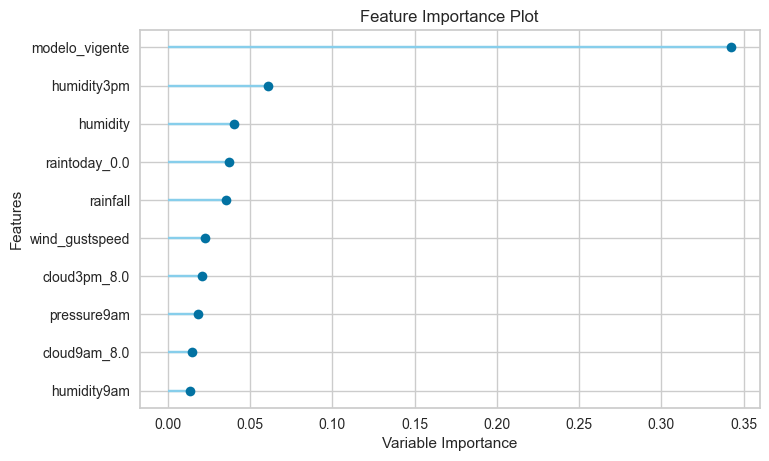 Feature Importance Plot
modelo_vigente
humidity3pm
humidity
raintoday_0.0
rainfall
wind_gustspeed
cloud3pm_8.0
pressure9am
cloud9am_8.0
humidity9am
Features
0.00 0.05 0.10 0.15 0.20 0.25 0.30 0.35
Variable Importance